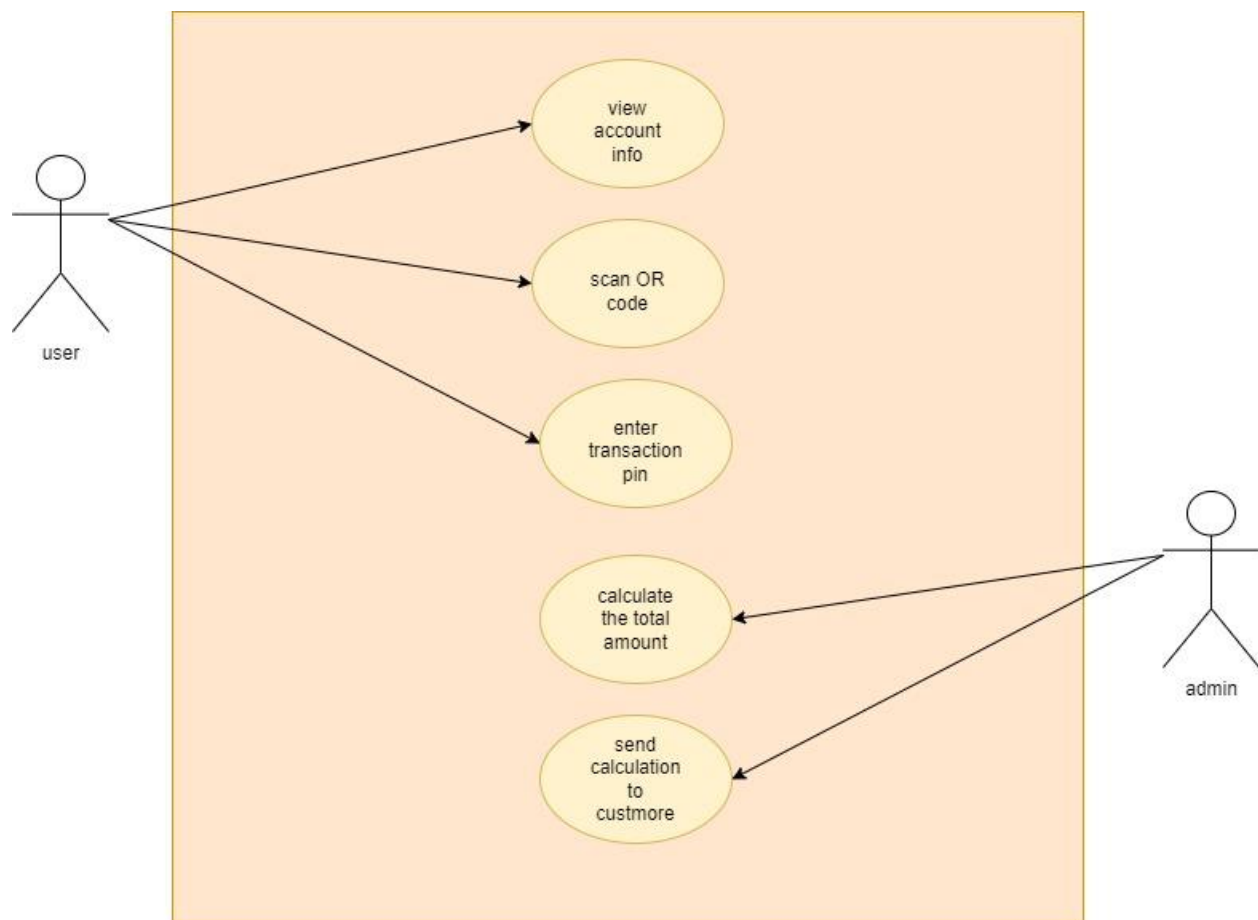 view
account
info
scan OR
code
user
enter
transaction
pin
calculate
the total
amount
admin
send
calculation
to
custmore